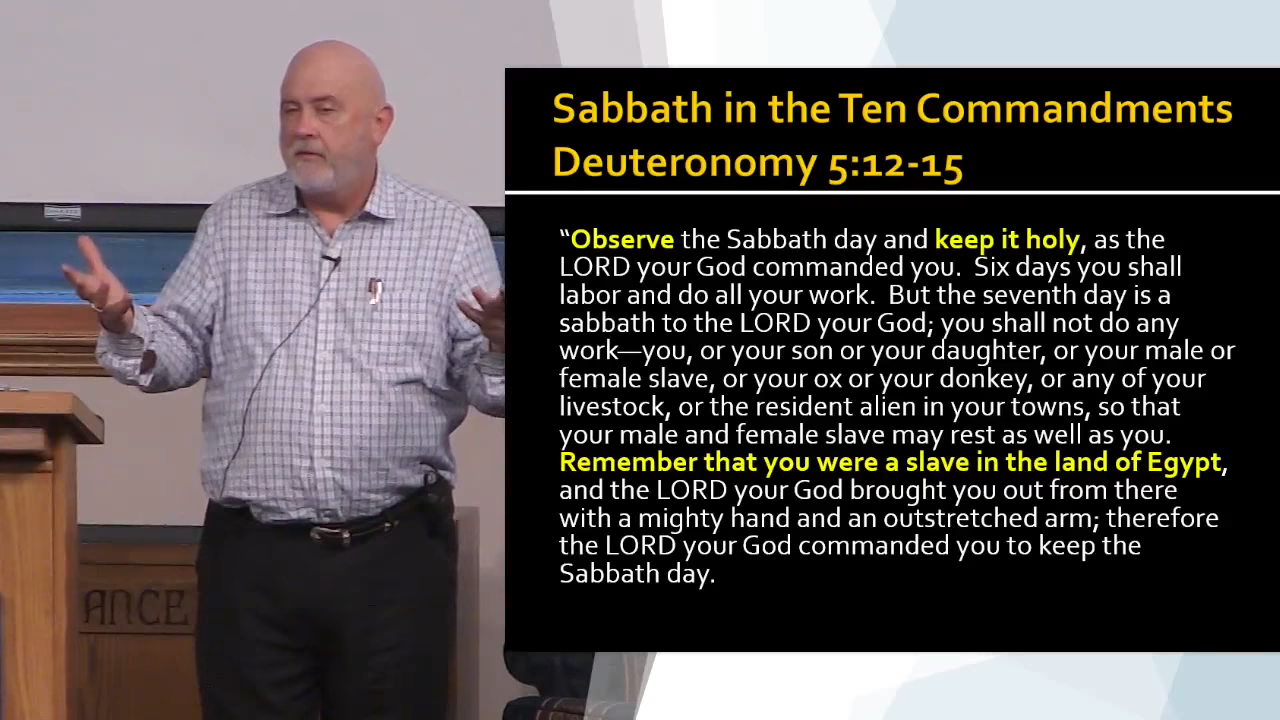 Sabbath in the Ten Commandments
Deuteronomy 5:12-15
“Observe the Sabbath day and keep it holy, as the
LORD your God commanded you.  Six days you shall
labor and do all your work.  But the seventh day is a
sabbath to the LORD your God; you shall not do any
work—you, or your son or your daughter, or your male or
female slave, or your ox or your donkey, or any of your
livestock, or the resident alien in your towns, so that
your male and female slave may rest as well as you.
Remember that you were a slave in the land of Egypt,
and the LORD your God brought you out from there
with a mighty hand and an outstretched arm; therefore
the LORD your God commanded you to keep the
Sabbath day.
ANCE